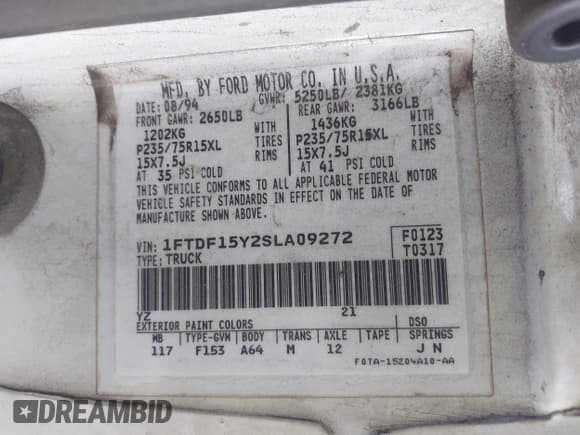 MFD. BY FORD MOTOR CO. IN U.S.A.
DATE: 08/94 GVWR: 5250LB/ 2381KG
FRONT GAWR: 2650LB REAR GAWR: 3166LB
1202KG WITH 1436KG WITH
P235/75R15XL TIRES P235/75R15XL TIRES
15X7.5J RIMS 15X7.5J RIMS
AT 35 PSI COLD AT 41 PSI COLD
THIS VEHICLE CONFORMS TO ALL APPLICABLE FEDERAL MOTOR
VEHICLE SAFETY STANDARDS IN EFFECT ON THE DATE OF
MANUFACTURE SHOWN ABOVE.
VIN: 1FTDF15Y2SLA09272 F0123
TYPE: TRUCK T0317
YZ 21
EXTERIOR PAINT COLORS DSO
WB TYPE-GVW BODY TRANS AXLE TAPE SPRINGS
117 F153 A64 M 12 J N
F0TA-15204A10-AA
DREAMBID